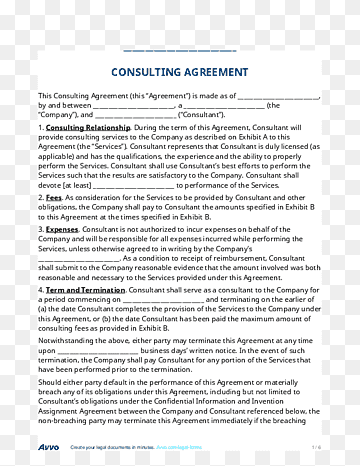 CONSULTING AGREEMENT
This Consulting Agreement (this "Agreement") is made as of ______________________,
by and between ______________________, a ______________________ (the
"Company"), and ______________________ ("Consultant").
1. Consulting Relationship. During the term of this Agreement, Consultant will
provide consulting services to the Company as described on Exhibit A to this
Agreement (the "Services"). Consultant represents that Consultant is duly licensed (as
applicable) and has the qualifications, the experience and the ability to properly
perform the Services. Consultant shall use Consultant's best efforts to perform the
Services such that the results are satisfactory to the Company. Consultant shall
devote [at least] ______________________ to performance of the Services.
2. Fees. As consideration for the Services to be provided by Consultant and other
obligations, the Company shall pay to Consultant the amounts specified in Exhibit B
to this Agreement at the times specified in Exhibit B.
3. Expenses. Consultant is not authorized to incur expenses on behalf of the
Company and will be responsible for all expenses incurred while performing the
Services, unless otherwise agreed to in writing by the Company's
______________________. As a condition to receipt of reimbursement, Consultant
shall submit to the Company reasonable evidence that the amount involved was both
reasonable and necessary to the Services provided under this Agreement.
4. Term and Termination. Consultant shall serve as a consultant to the Company for
a period commencing on ______________________ and terminating on the earlier of
(a) the date Consultant completes the provision of the Services to the Company under
this Agreement, or (b) the date Consultant has been paid the maximum amount of
consulting fees as provided in Exhibit B.
Notwithstanding the above, either party may terminate this Agreement at any time
upon ______________________ business days' written notice. In the event of such
termination, the Company shall pay Consultant for any portion of the Services that
have been performed prior to the termination.
Should either party default in the performance of this Agreement or materially
breach any of its obligations under this Agreement, including but not limited to
Consultant's obligations under the Confidential Information and Invention
Assignment Agreement between the Company and Consultant referenced below, the
non-breaching party may terminate this Agreement immediately if the breaching
Avvo Create your legal documents in minutes. Avvo.com/legal-forms 1 / 6